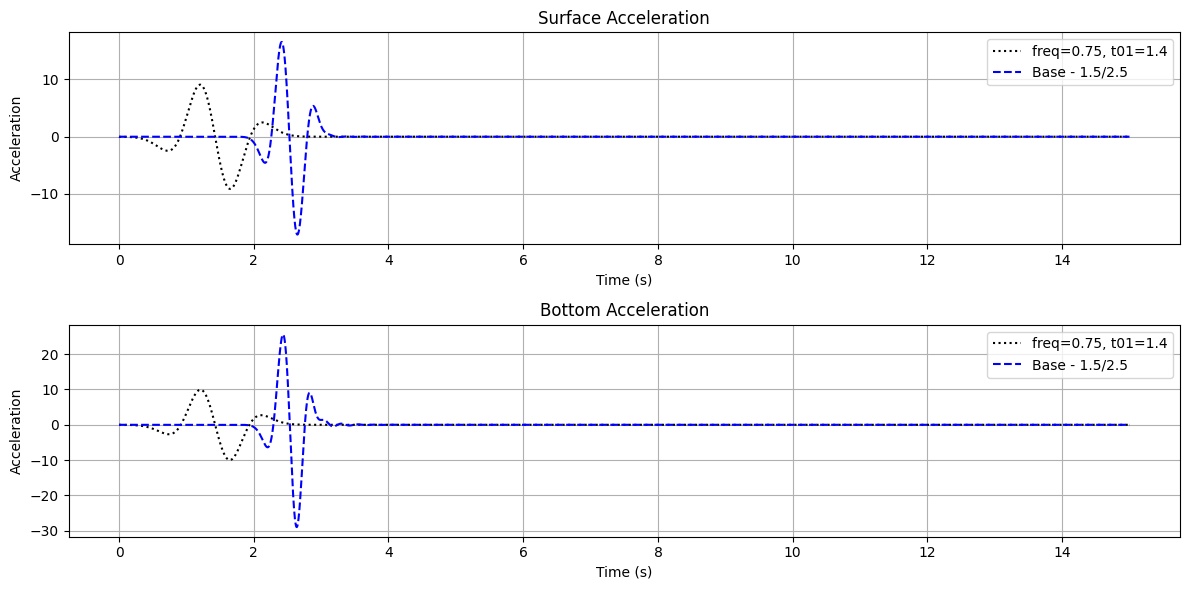 Surface Acceleration
Acceleration
10
0
−10
freq=0.75, t01=1.4
Base - 1.5/2.5
0 2 4 6 8 10 12 14
Time (s)
Bottom Acceleration
Acceleration
20
10
0
−10
−20
−30
freq=0.75, t01=1.4
Base - 1.5/2.5
0 2 4 6 8 10 12 14
Time (s)